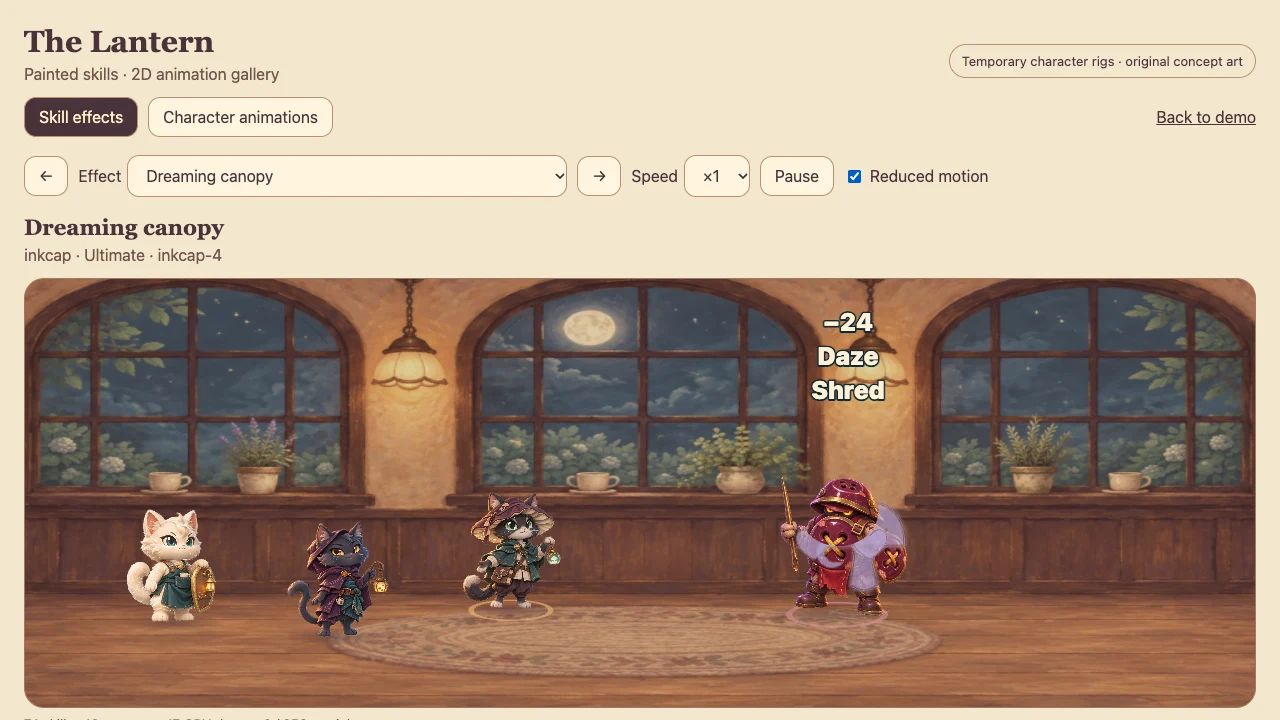 The Lantern
Painted skills · 2D animation gallery
Temporary character rigs · original concept art
Skill effects
Character animations
Back to demo
←
Effect
Dreaming canopy
→
Speed
×1
Pause
Reduced motion
Dreaming canopy
inkcap · Ultimate · inkcap-4
−24
Daze
Shred